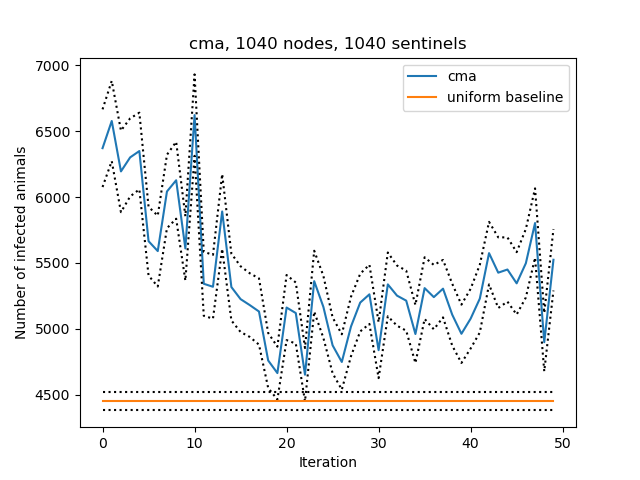 cma, 1040 nodes, 1040 sentinels
cma
uniform baseline
Number of infected animals
7000
6500
6000
5500
5000
4500
0
10
20
30
40
50
Iteration